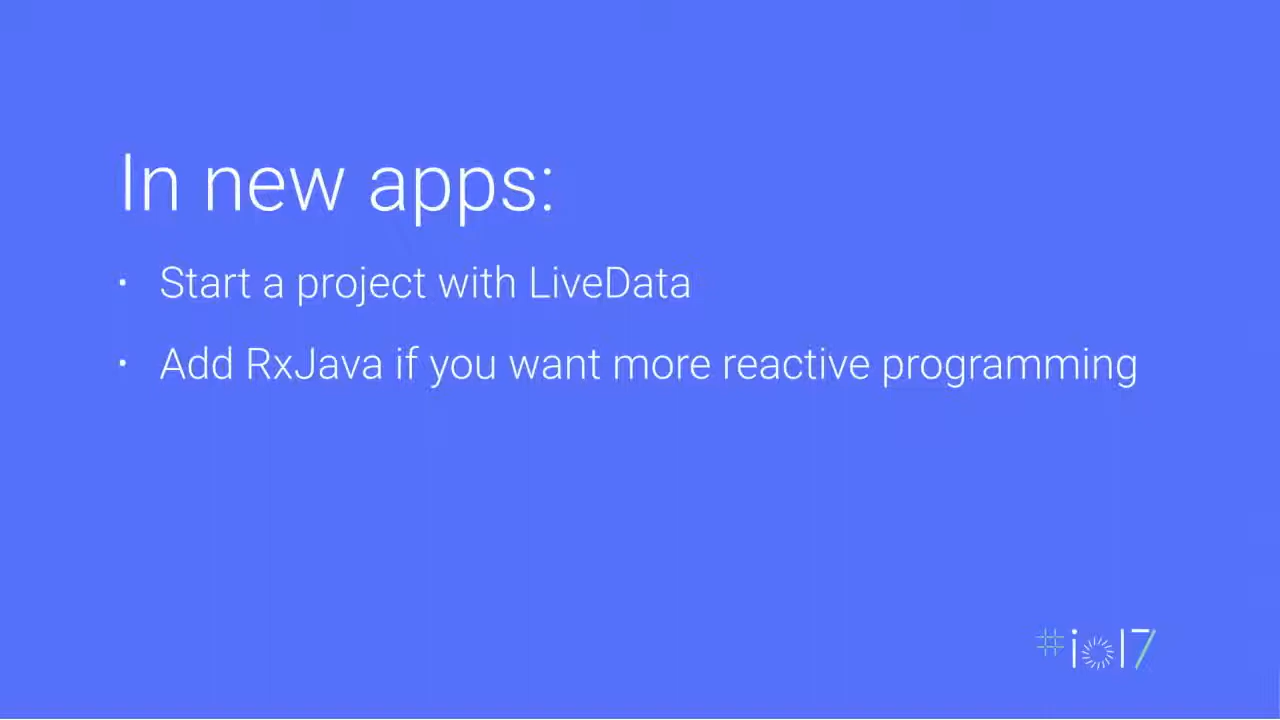 In new apps:
• Start a project with LiveData
• Add RxJava if you want more reactive programming
#io17